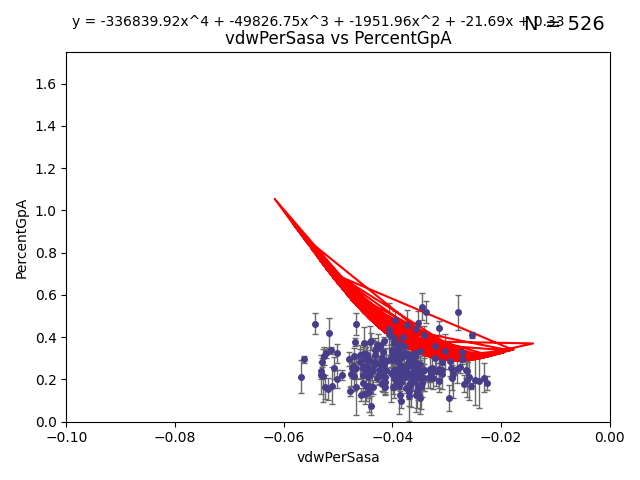 y = -336839.92x^4 + -49826.75x^3 + -1951.96x^2 + -21.69x + 0.33
N = 526
vdwPerSasa vs PercentGpA
1.6
1.4
1.2
1.0
0.8
0.6
0.4
0.2
0.0
PercentGpA
−0.10 −0.08 −0.06 −0.04 −0.02 0.00
vdwPerSasa